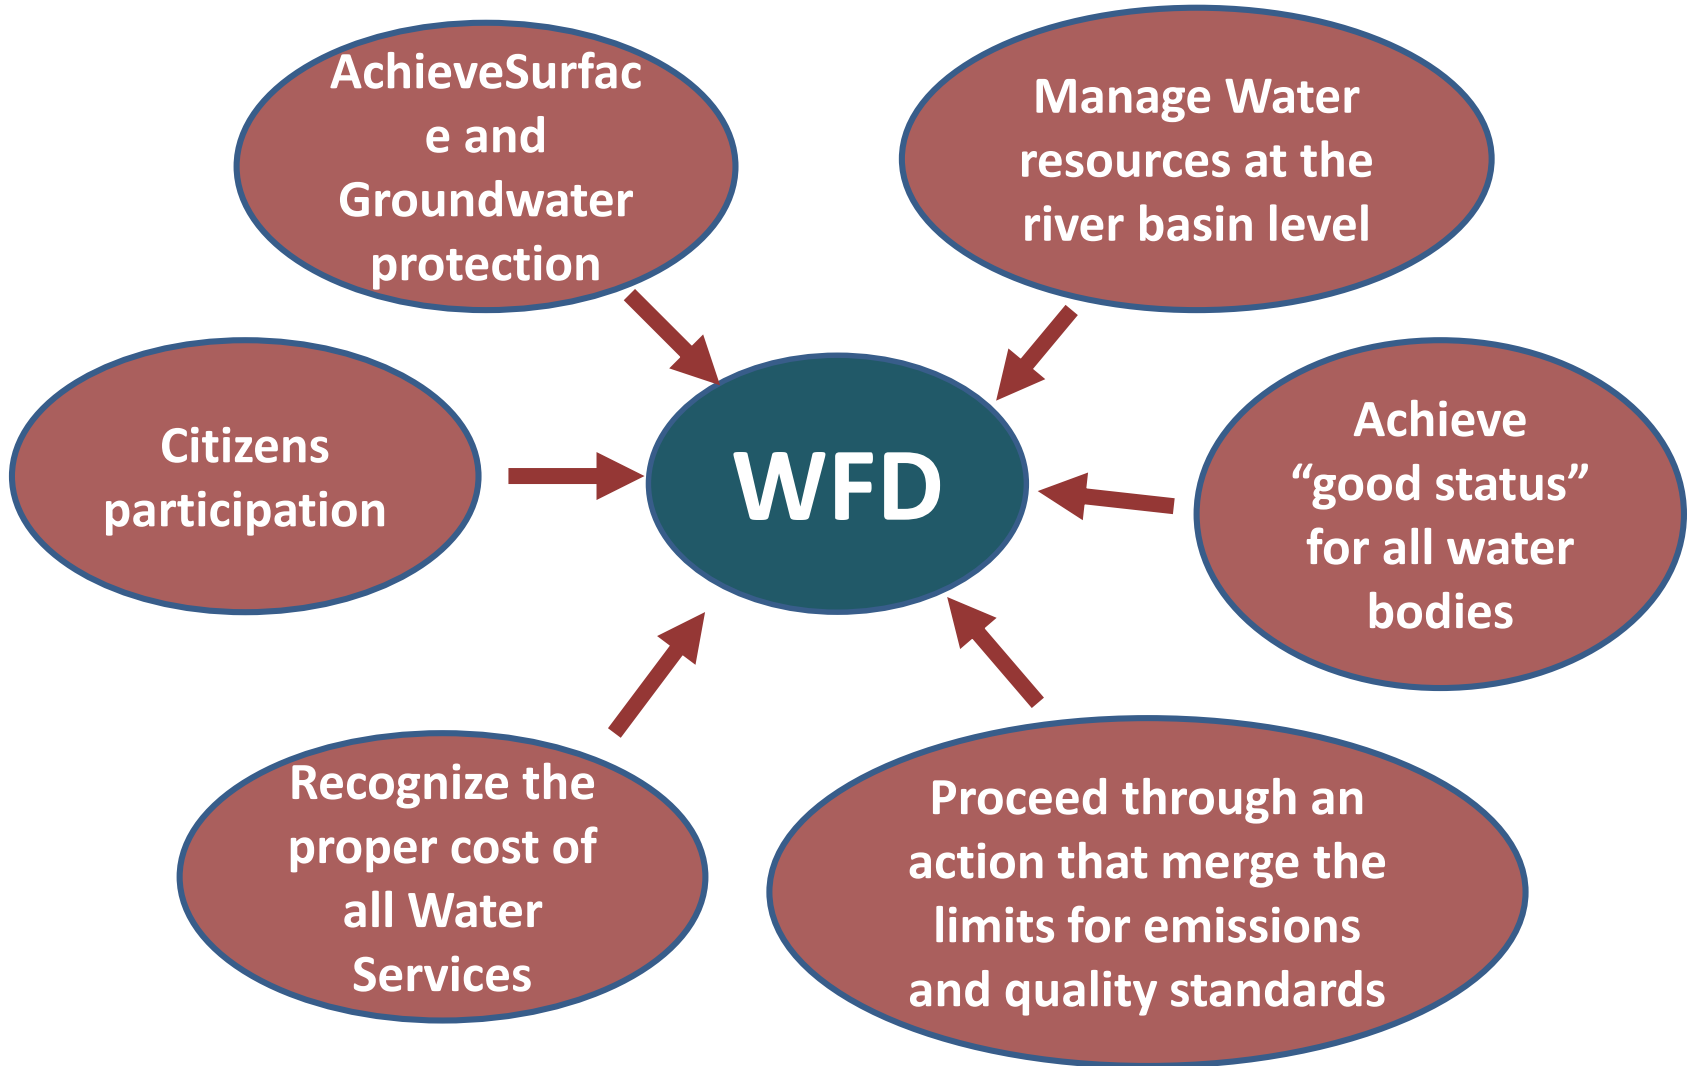 AchieveSurfac
e and
Groundwater
protection
Manage Water
resources at the
river basin level
Citizens
participation
WFD
Achieve
“good status”
for all water
bodies
Recognize the
proper cost of
all Water
Services
Proceed through an
action that merge the
limits for emissions
and quality standards